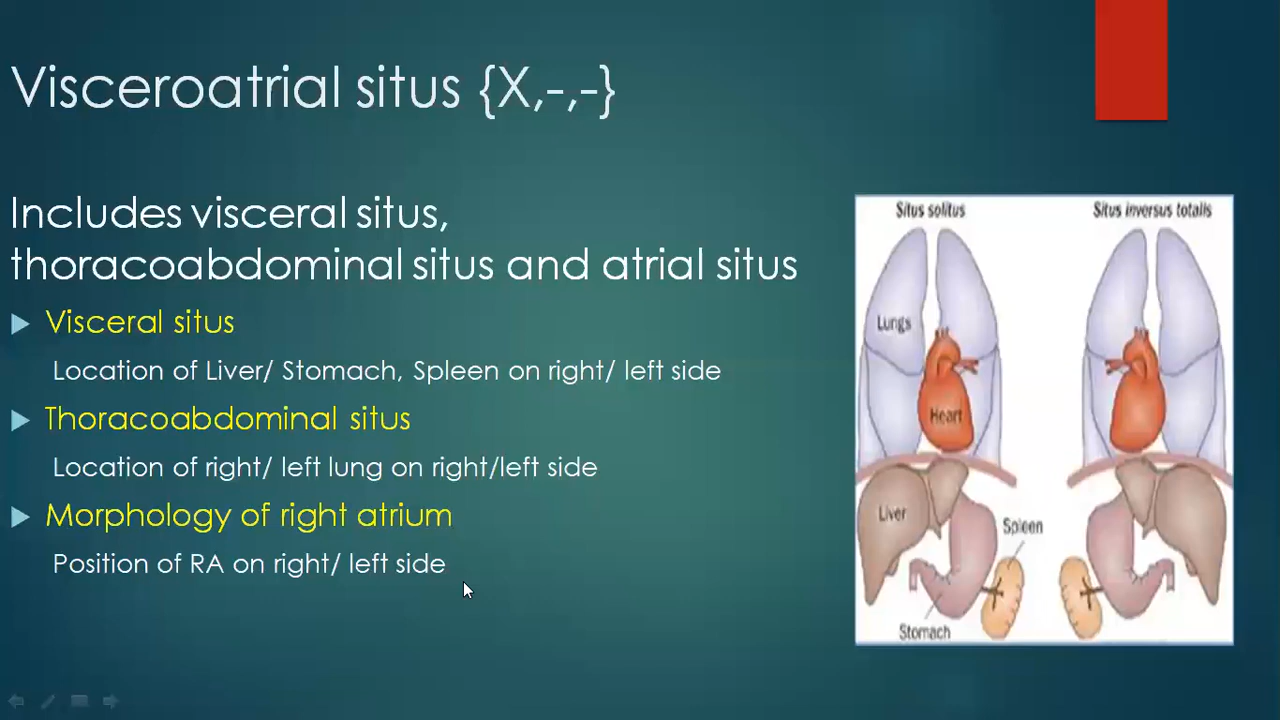 Visceroatrial situs {X,-,-}
Includes visceral situs,
thoracoabdominal situs and atrial situs
Visceral situs
Location of Liver/ Stomach, Spleen on right/ left side
Thoracoabdominal situs
Location of right/ left lung on right/left side
Morphology of right atrium
Position of RA on right/ left side
Situs solitus
Situs inversus totalis
Lungs
Heart
Liver
Spleen
Stomach